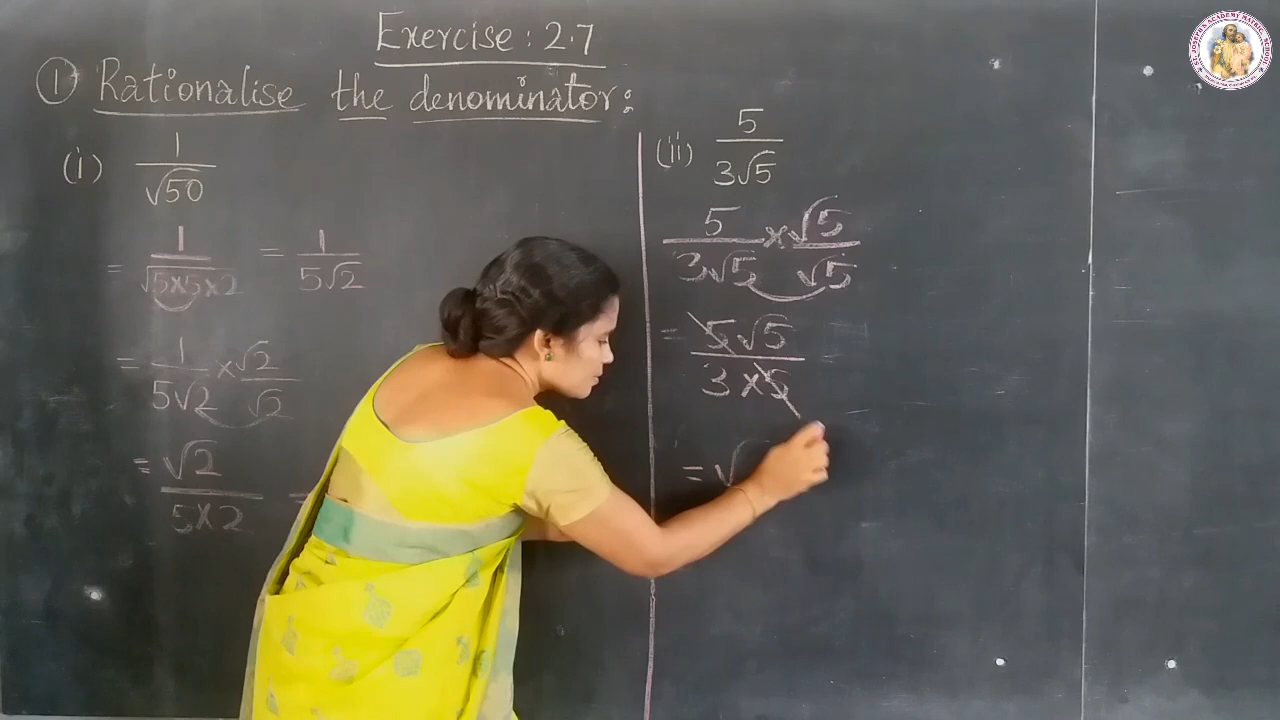 Exercise : 2.7
① Rationalise the denominator:
(i) 1/√50
= 1/√5×5×2 = 1/5√2
= 1/5√2 × √2/√2
= √2/5×2 =
(ii) 5/3√5
5/3√5 × √5/√5
= 5√5/3×5
= √